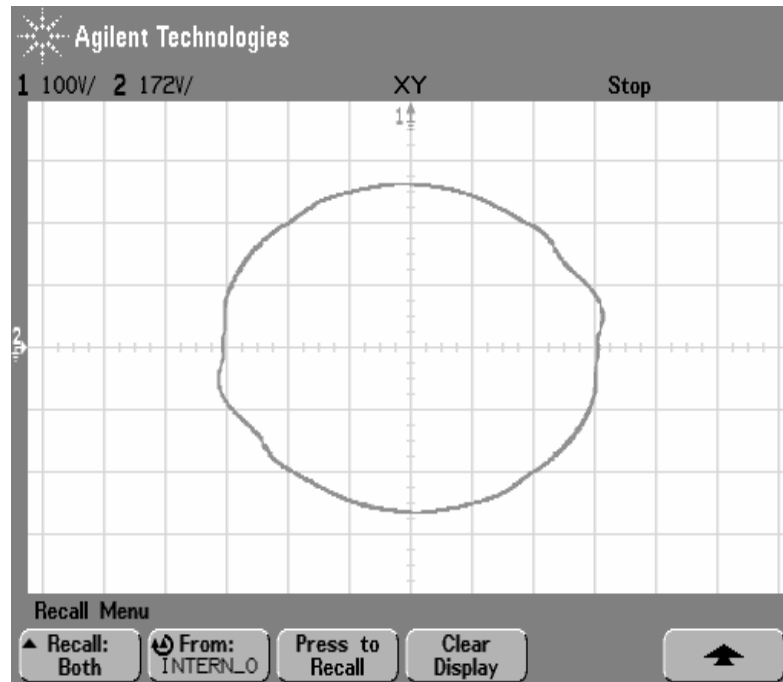 Agilent Technologies
1 100V/ 2 172V/ XY Stop
1
2
Recall Menu
Recall: Both
From: INTERN_0
Press to Recall
Clear Display